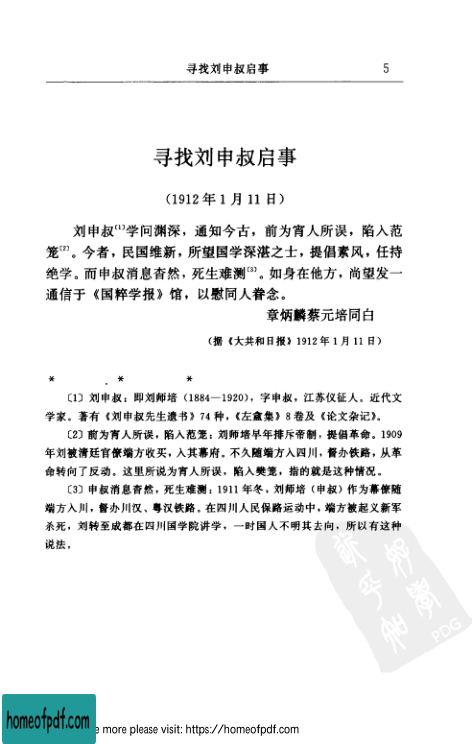 寻找刘申叔启事 5
寻找刘申叔启事
(1912年1月11日)
刘申叔〔1〕学问渊深，通知今古，前为宵人所误，陷入范
笼〔2〕。今者，民国维新，所望国学深湛之士，提倡素风，任持
绝学。而申叔消息杳然，死生难测〔3〕。如身在他方，尚望发一
通信于《国粹学报》馆，以慰同人眷念。
章炳麟蔡元培同白
(据《大共和日报》1912年1月11日)
* . * *
〔1〕刘申叔：即刘师培（1884—1920），字申叔，江苏仪征人。近代文
学家。著有《刘申叔先生遗书》74种，《左盦集》8卷及《论文杂记》。
〔2〕前为宵人所误，陷入范笼：刘师培早年排斥帝制，提倡革命。1909
年刘被清廷官僚端方收买，入其幕府。不久随端方入四川，督办铁路，从革
命转向了反动。这里所说为宵人所误，陷入樊笼，指的就是这种情况。
〔3〕申叔消息杳然，死生难测：1911年冬，刘师培（申叔）作为幕僚随
端方入川，督办川汉、粤汉铁路。在四川人民保路运动中，端方被起义新军
杀死，刘转至成都在四川国学院讲学，一时国人不明其去向，所以有这种
说法。
PDG
homeofpdf.com
e more please visit: https://homeofpdf.com